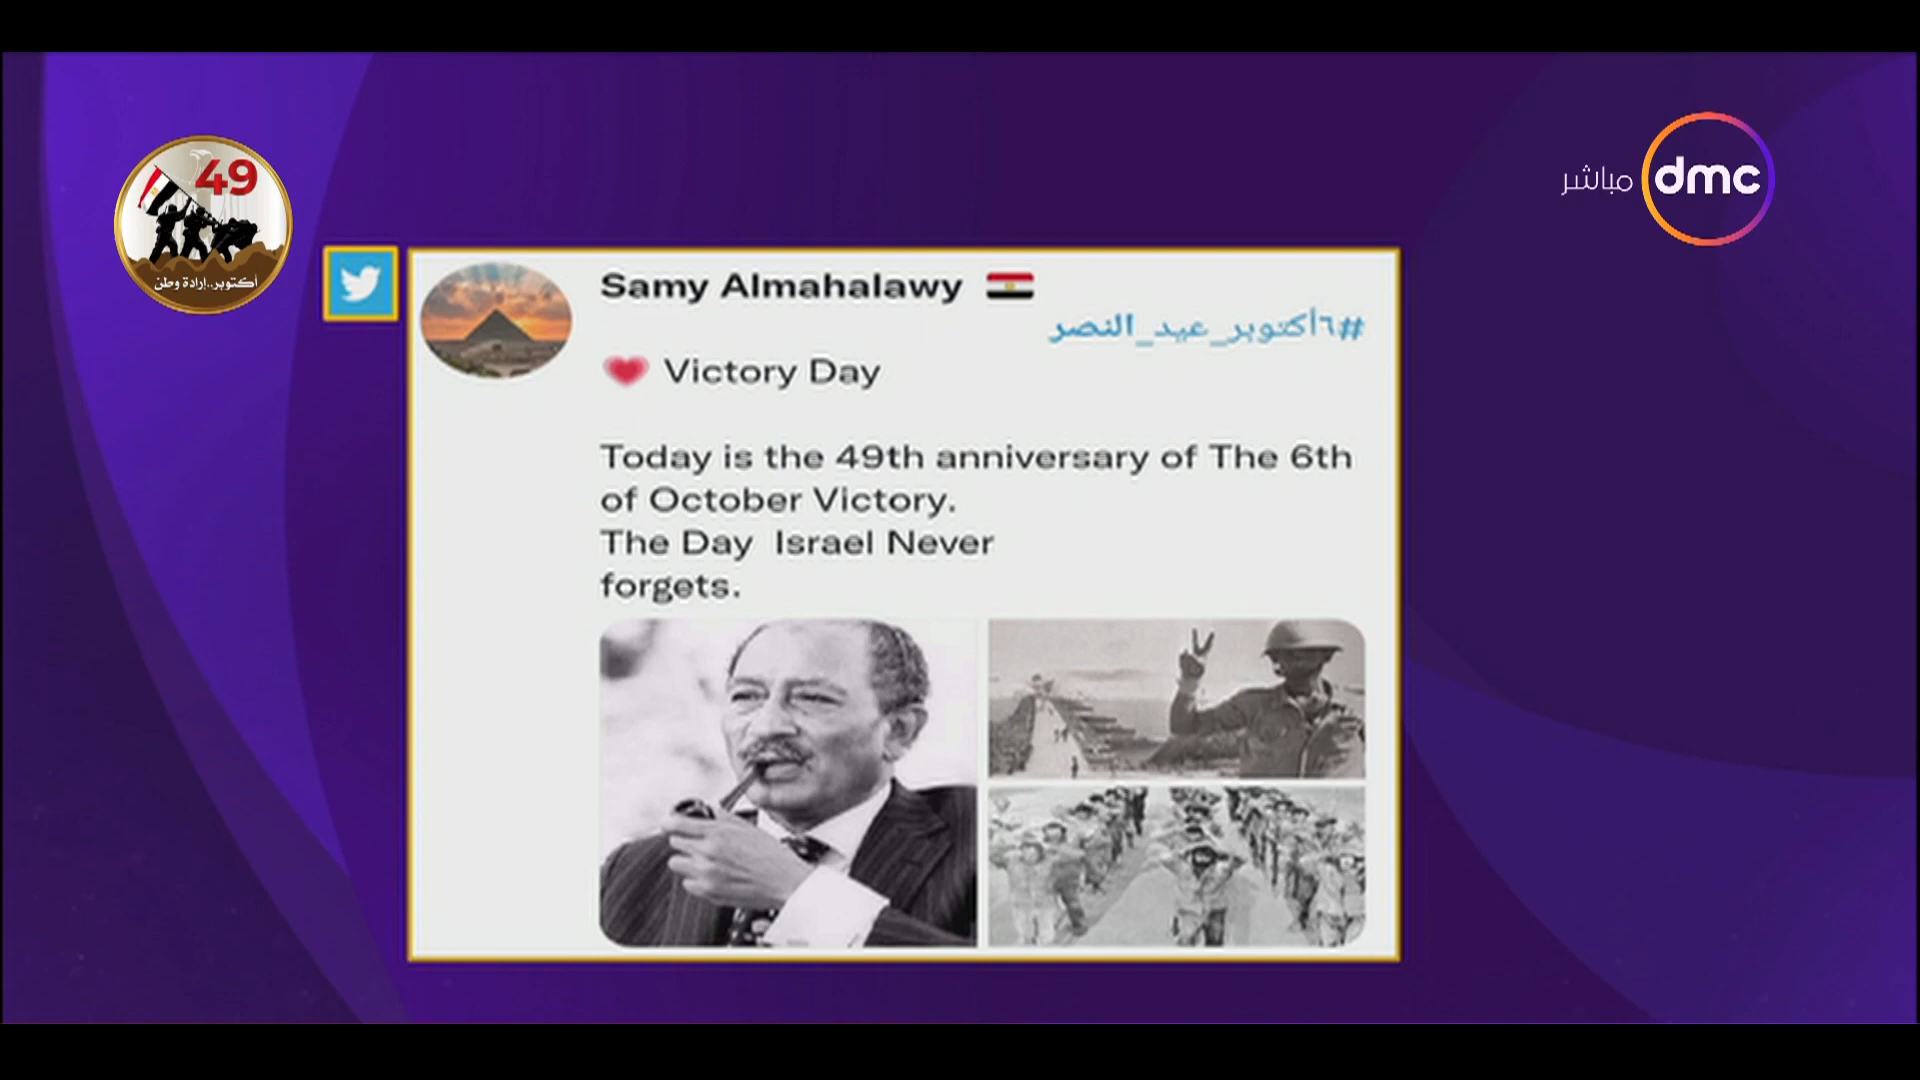 49
أكتوبر..إرادة وطن
مباشر
dmc
Samy Almahalawy
#٦أكتوبر_عيد_النصر
Victory Day
Today is the 49th anniversary of The 6th
of October Victory.
The Day Israel Never
forgets.